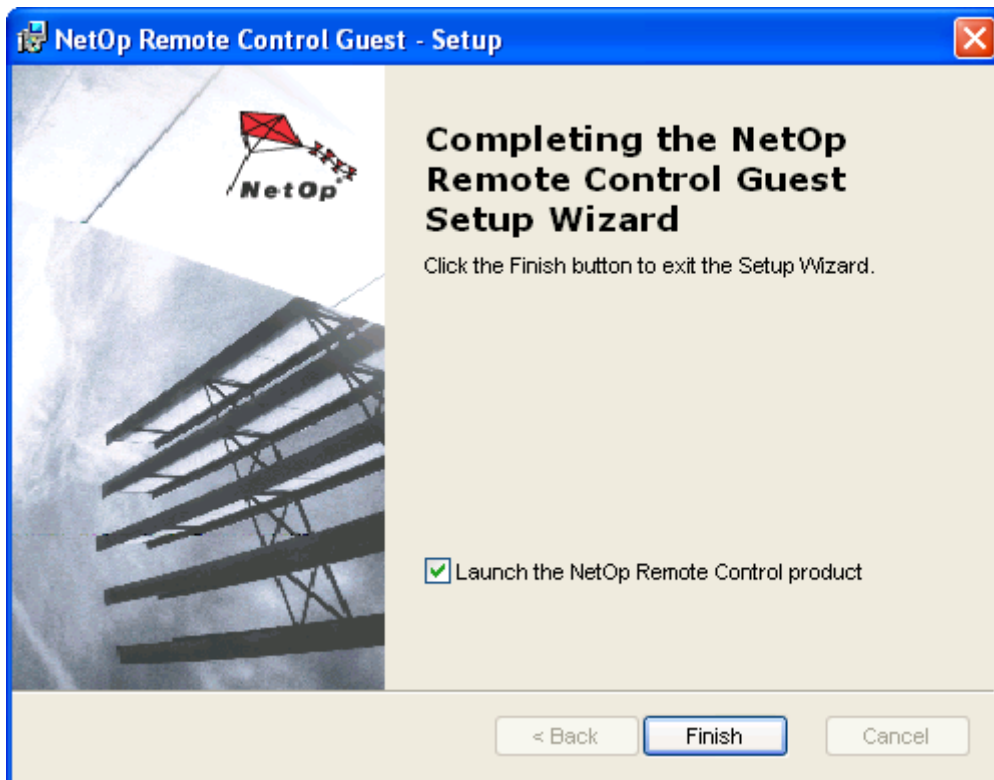 NetOp Remote Control Guest - Setup
NetOp
Completing the NetOp
Remote Control Guest
Setup Wizard
Click the Finish button to exit the Setup Wizard.
Launch the NetOp Remote Control product
< Back
Finish
Cancel